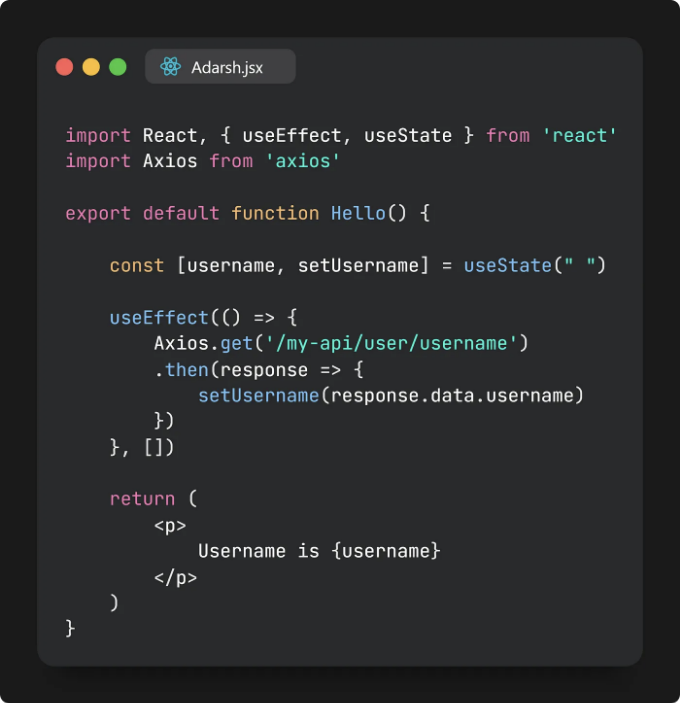 Adarsh.jsx
import React, { useEffect, useState } from 'react'
import Axios from 'axios'
export default function Hello() {
    const [username, setUsername] = useState(" ")
    useEffect(() => {
        Axios.get('/my-api/user/username')
        .then(response => {
            setUsername(response.data.username)
        })
    }, [])
    return (
        <p>
            Username is {username}
        </p>
    )
}